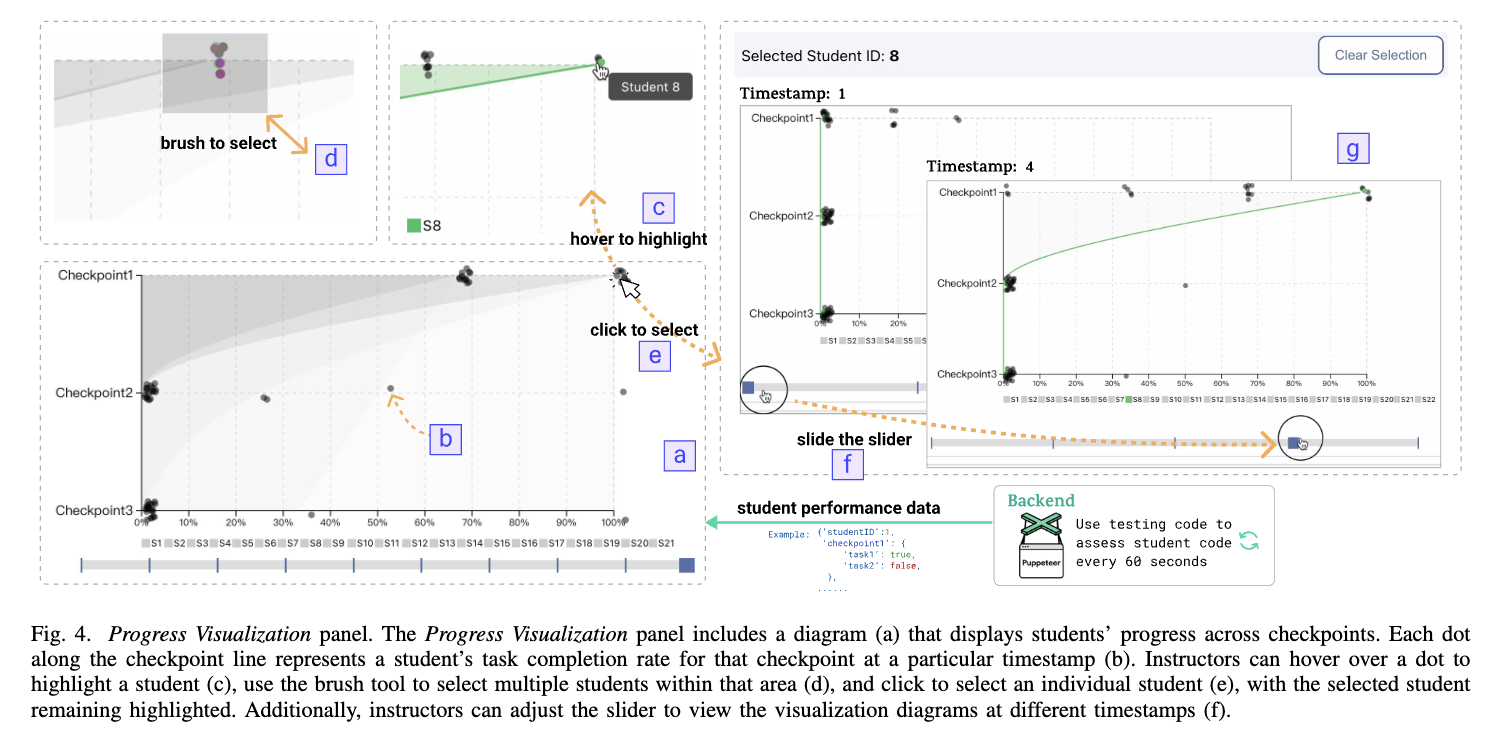 brush to select
d
Student 8
S8
c
hover to highlight
Selected Student ID: 8
Clear Selection
Timestamp: 1
Checkpoint1
Checkpoint2
Checkpoint3
0% 10% 20%
S1 S2 S3 S4 S5 S
g
Timestamp: 4
Checkpoint1
Checkpoint2
Checkpoint3
0% 10% 20% 30% 40% 50% 60% 70% 80% 90% 100%
S1 S2 S3 S4 S5 S6 S7 S8 S9 S10 S11 S12 S13 S14 S15 S16 S17 S18 S19 S20 S21 S22
slide the slider
f
Checkpoint1
click to select
e
Checkpoint2
b
a
Checkpoint3
0% 10% 20% 30% 40% 50% 60% 70% 80% 90% 100%
S1 S2 S3 S4 S5 S6 S7 S8 S9 S10 S11 S12 S13 S14 S15 S16 S17 S18 S19 S20 S21
student performance data
Example: {'studentID':1,
'checkpoint1': {
'task1': true,
'task2': false,
},
......
Backend
Puppeteer
Use testing code to
assess student code
every 60 seconds
Fig. 4. Progress Visualization panel. The Progress Visualization panel includes a diagram (a) that displays students' progress across checkpoints. Each dot
along the checkpoint line represents a student's task completion rate for that checkpoint at a particular timestamp (b). Instructors can hover over a dot to
highlight a student (c), use the brush tool to select multiple students within that area (d), and click to select an individual student (e), with the selected student
remaining highlighted. Additionally, instructors can adjust the slider to view the visualization diagrams at different timestamps (f).